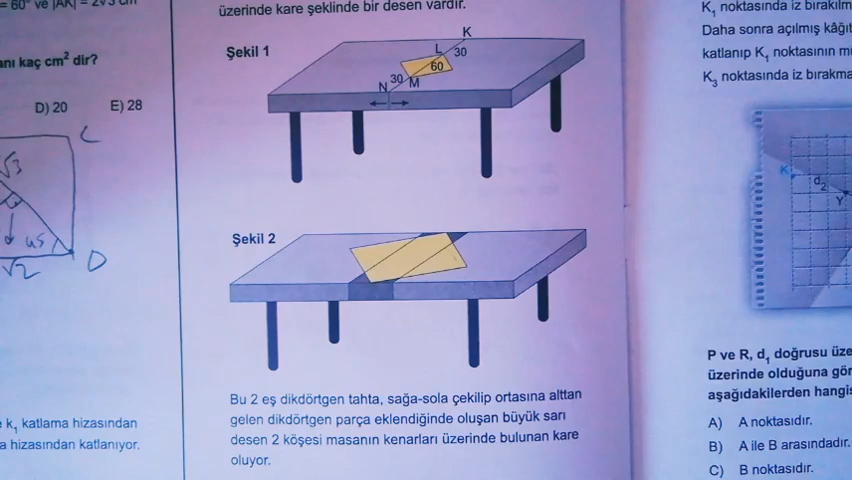 = 60° ve |AK| = 2√3 cm
anı kaç cm² dir?
D) 20 E) 28
C
√3
45
√2
D
k₁ katlama hizasından
a hizasından katlanıyor.
üzerinde kare şeklinde bir desen vardır.
Şekil 1
K
L
30
60
30
M
N
Şekil 2
Bu 2 eş dikdörtgen tahta, sağa-sola çekilip ortasına alttan
gelen dikdörtgen parça eklendiğinde oluşan büyük sarı
desen 2 köşesi masanın kenarları üzerinde bulunan kare
oluyor.
K₁ noktasında iz bırakılm
Daha sonra açılmış kâğıt
katlanıp K₁ noktasının
K₃ noktasında iz bırakma
K
d₂
Y
P ve R, d₁ doğrusu üze
üzerinde olduğuna gör
aşağıdakilerden hangis
A) A noktasıdır.
B) A ile B arasındadır.
C) B noktasıdır.